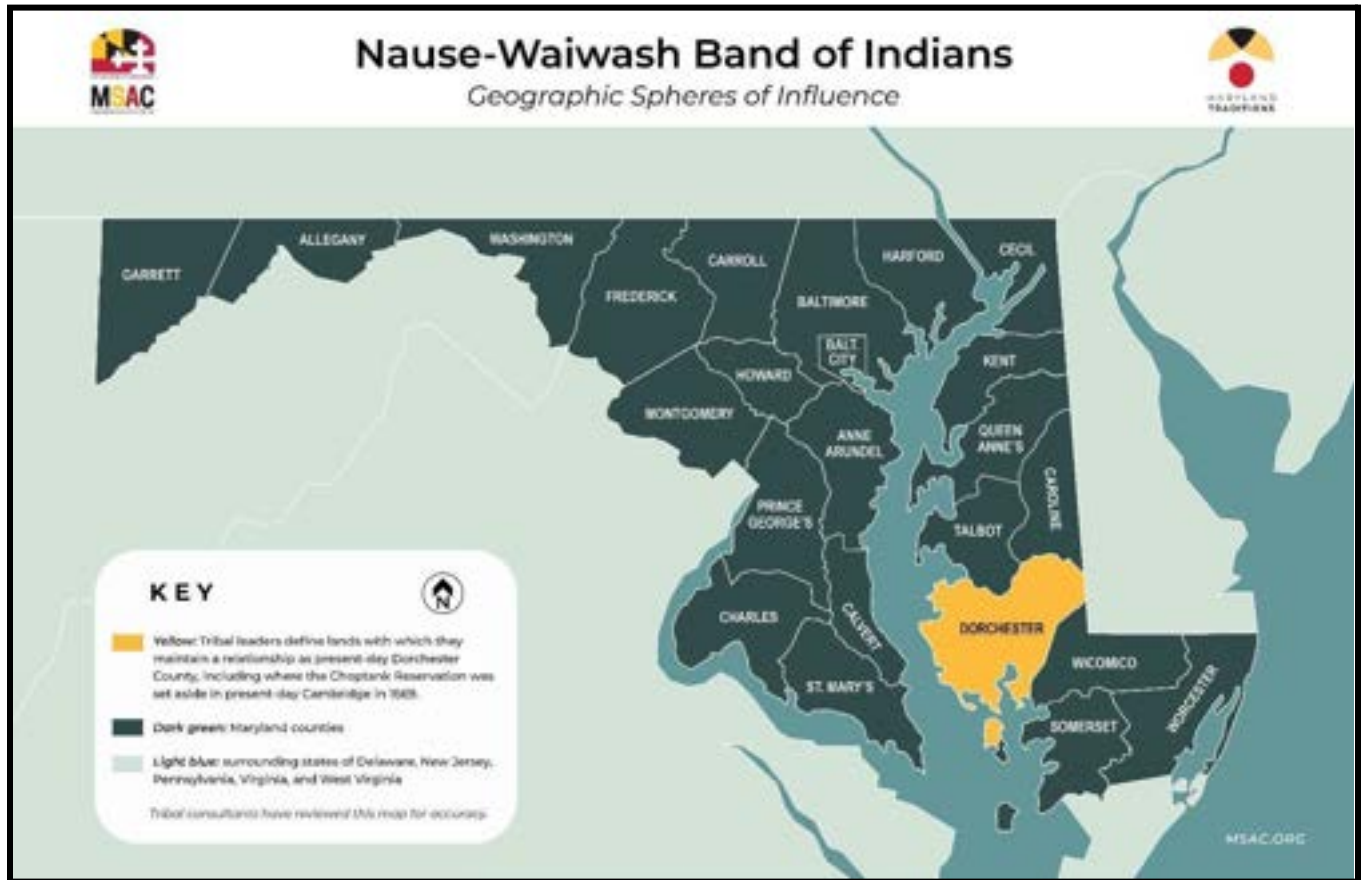 Nause-Waiwash Band of Indians
Geographic Spheres of Influence
MSAC
MARYLAND
TRADITIONS
GARRETT
ALLEGANY
WASHINGTON
FREDERICK
CARROLL
BALTIMORE
HARFORD
CECIL
BALT.
CITY
KENT
HOWARD
MONTGOMERY
ANNE
ARUNDEL
QUEEN
ANNE'S
CAROLINE
PRINCE
GEORGE'S
TALBOT
CHARLES
CALVERT
DORCHESTER
ST. MARY'S
WICOMICO
SOMERSET
WORCESTER
KEY
N
Yellow: Tribal leaders define lands with which they
maintain a relationship as present-day Dorchester
County, including where the Choptank Reservation was
set aside in present-day Cambridge in
Dark green: Maryland counties
Light blue: surrounding states of Delaware, New Jersey,
Pennsylvania, Virginia, and West Virginia
Tribal consultants have reviewed this map for accuracy.
MSAC.ORG